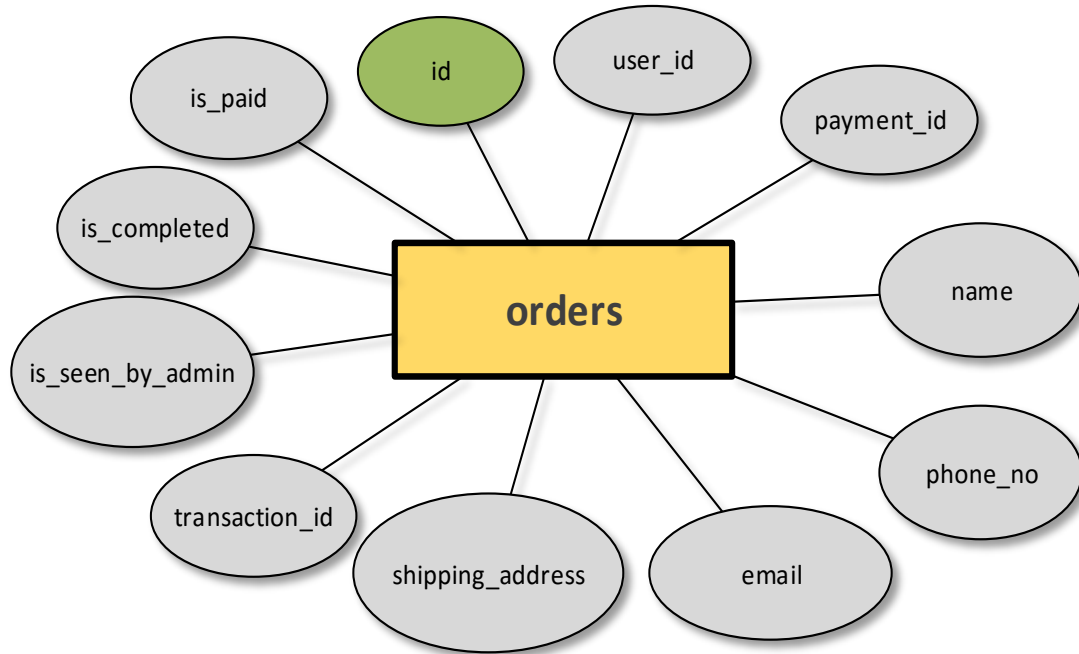 id
user_id
is_paid
payment_id
is_completed
name
orders
is_seen_by_admin
phone_no
transaction_id
shipping_address
email